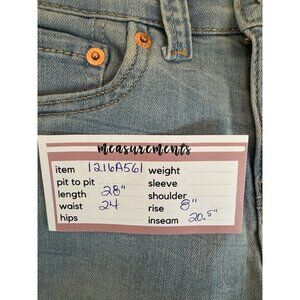 measurements
item 1216A561 weight
pit to pit sleeve
length 28" shoulder
waist 24 rise 8"
hips inseam 20.5"